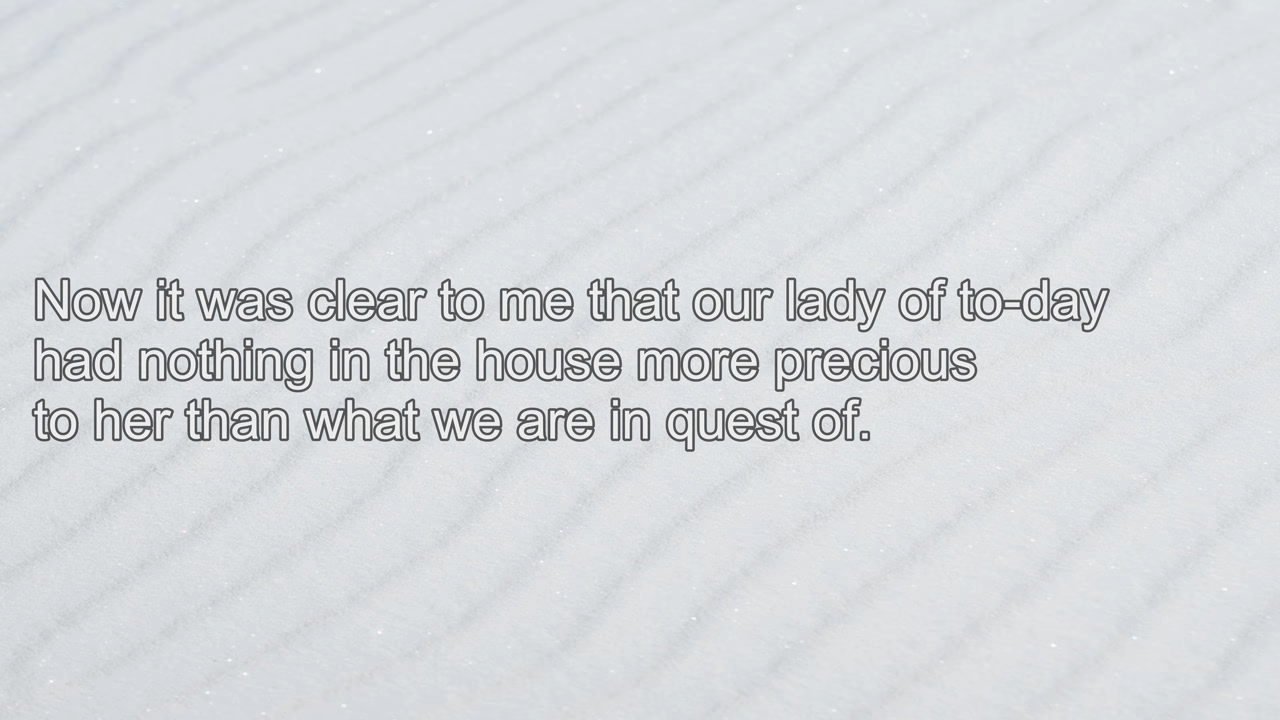 Now it was clear to me that our lady of to-day
had nothing in the house more precious
to her than what we are in quest of.